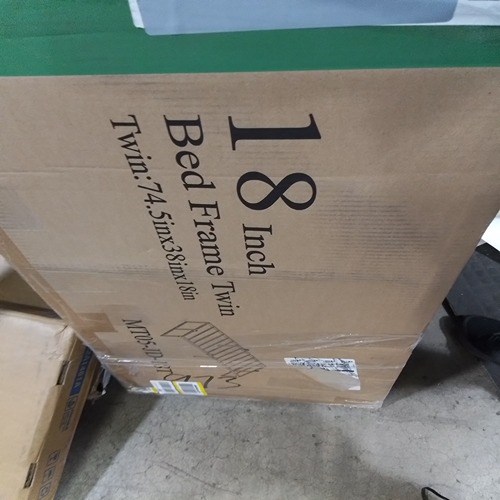 18 Inch
Bed Frame Twin
Twin:74.5inx38inx18in